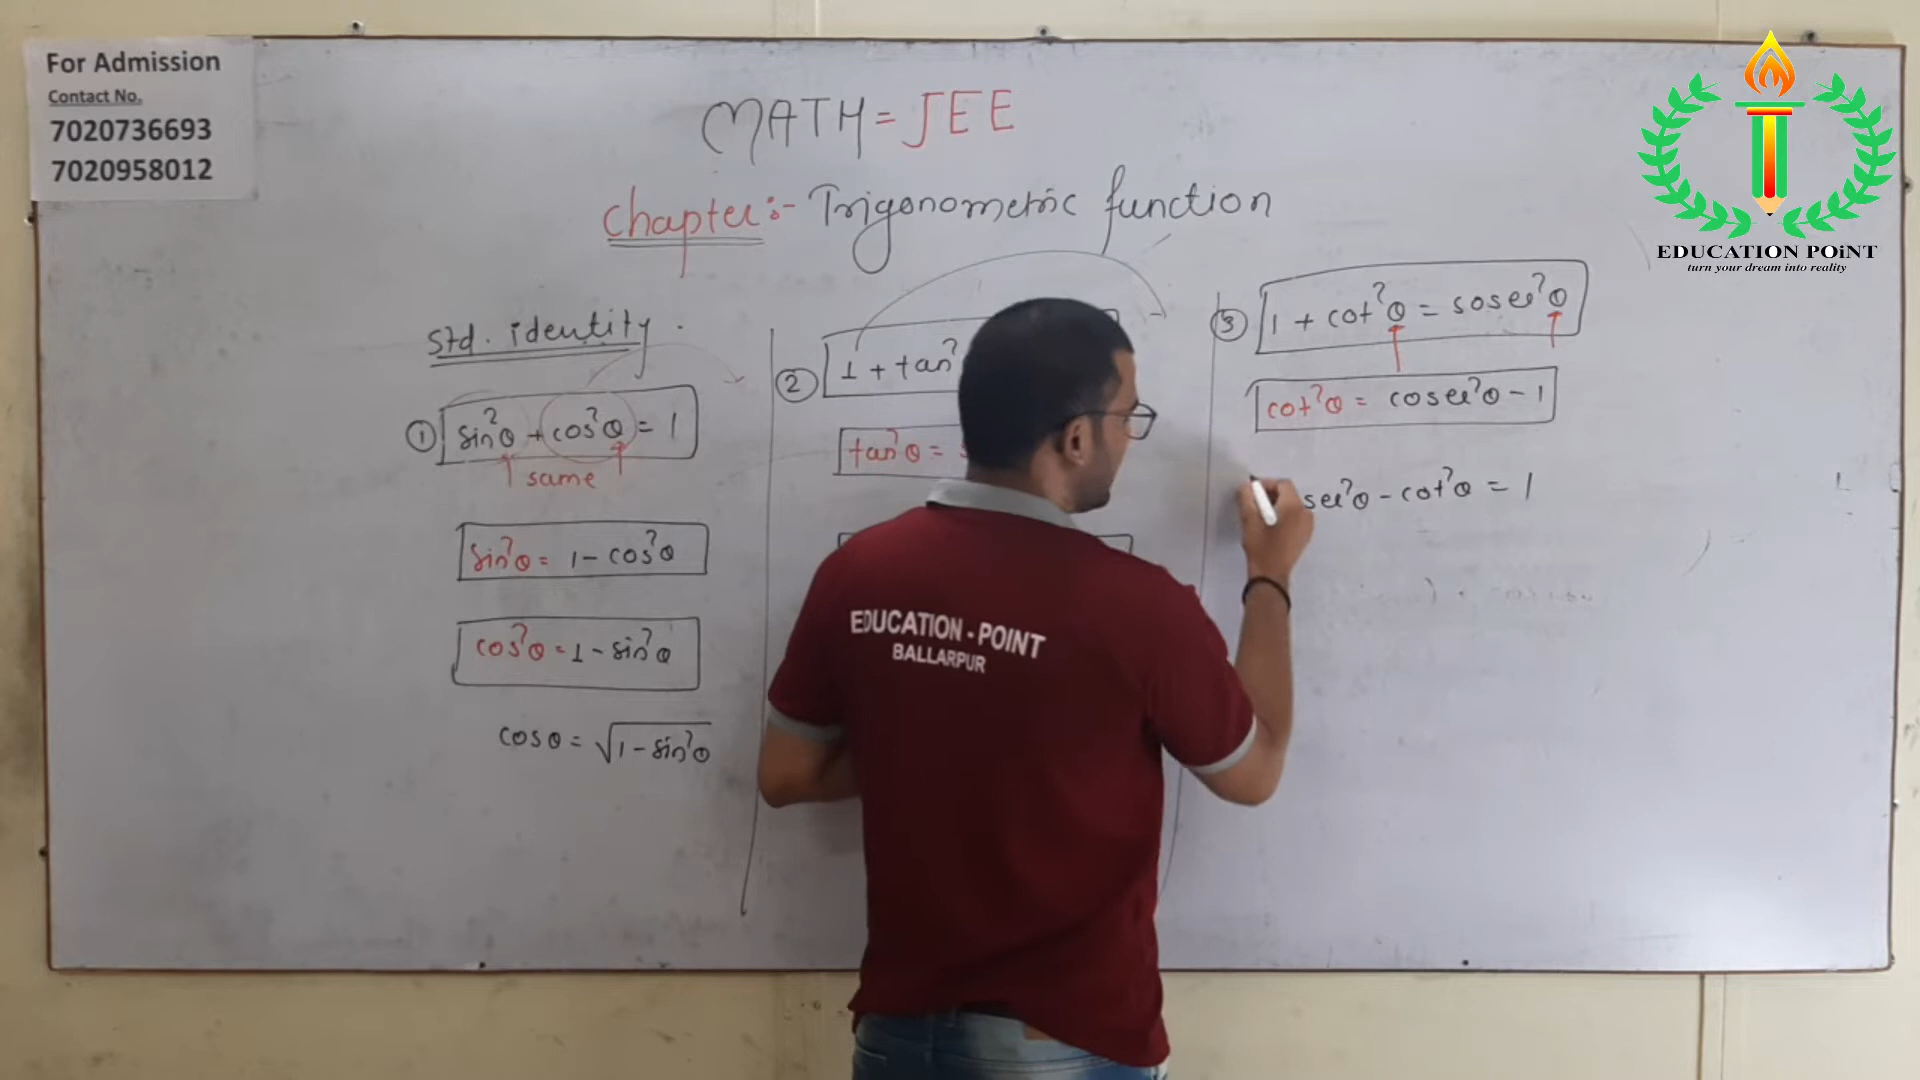 For Admission
Contact No.
7020736693
7020958012
MATH = JEE
Chapter :- Trigonometric function
EDUCATION POiNT
turn your dream into reality
Std. identity.
① sin²θ + cos²θ = 1
same
sin²θ = 1 - cos²θ
cos²θ = 1 - sin²θ
cosθ = √1 - sin²θ
② 1 + tan²
tan²θ =
③ 1 + cot²θ = cosec²θ
cot²θ = cosec²θ - 1
sec²θ - cot²θ = 1
EDUCATION - POINT
BALLARPUR